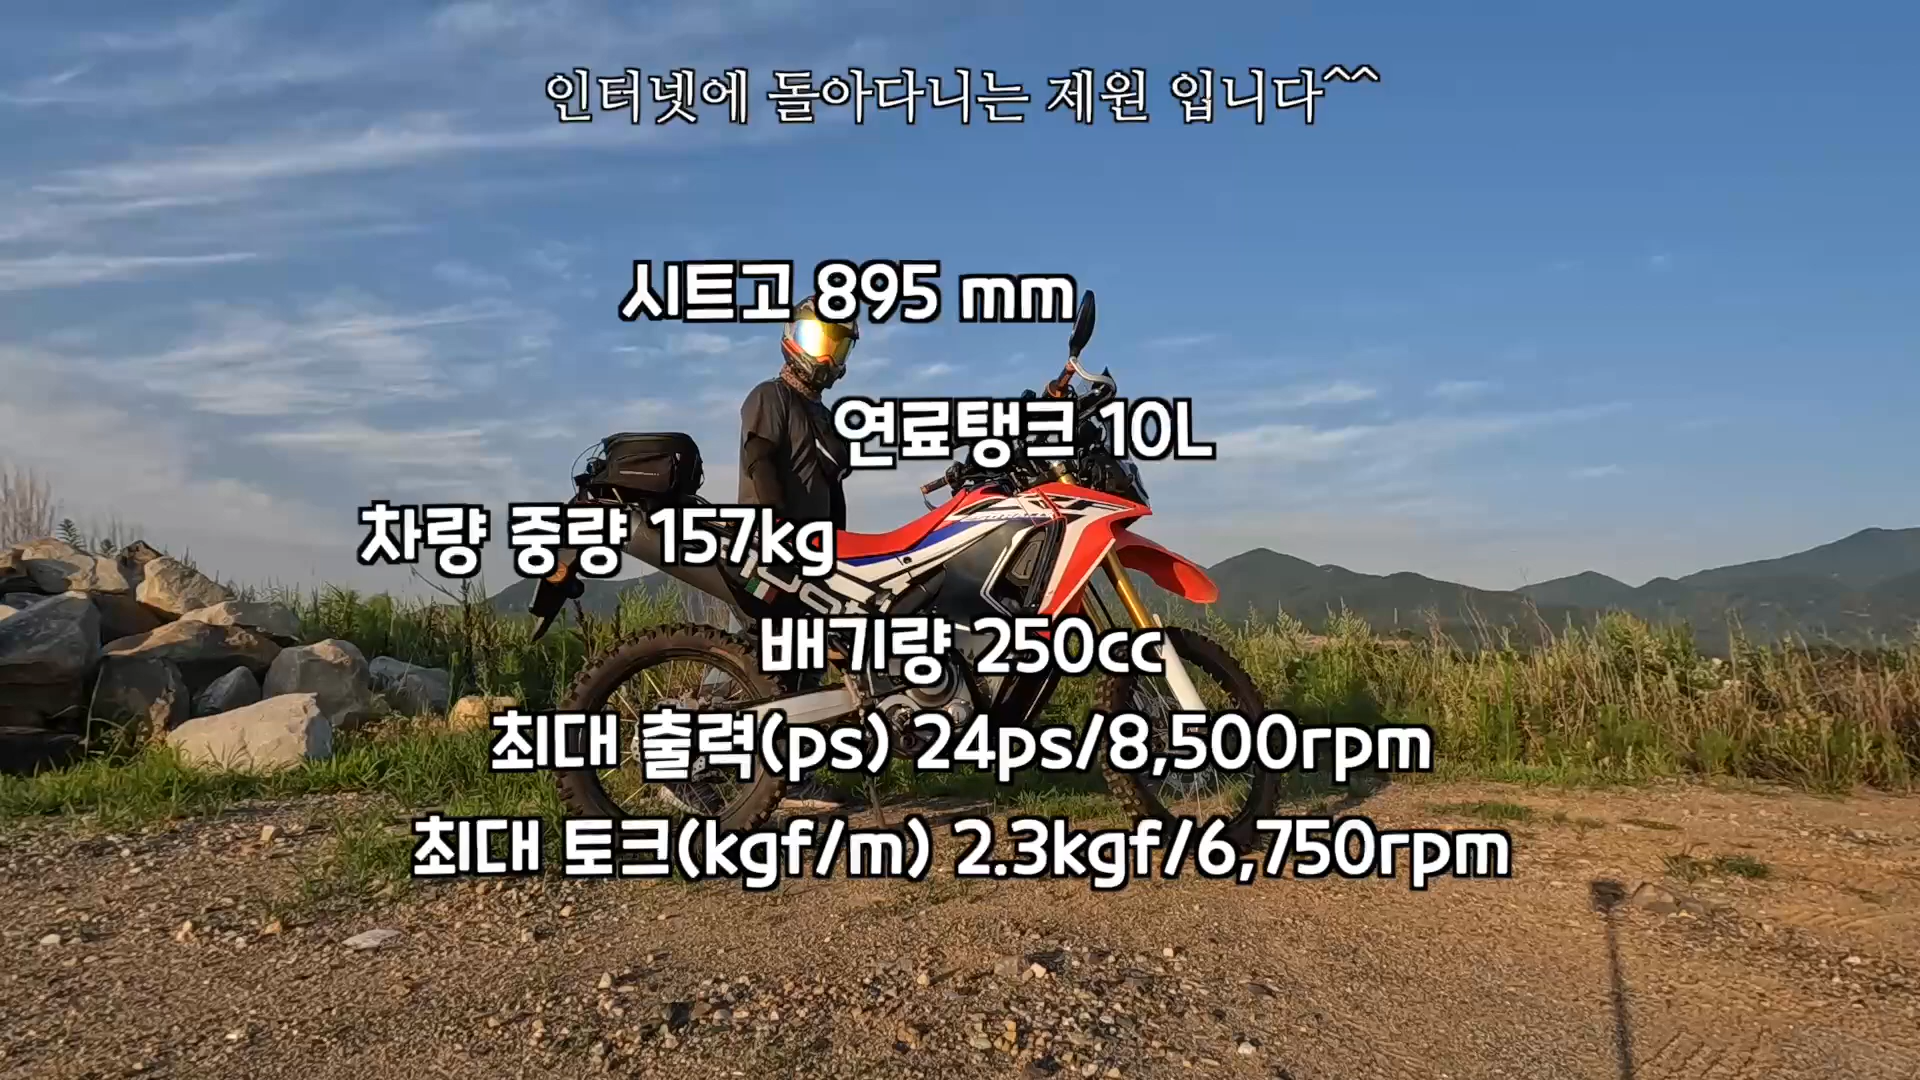 인터넷에 돌아다니는 제원 입니다^^
시트고 895 mm
연료탱크 10L
차량 중량 157kg
배기량 250cc
최대 출력(ps) 24ps/8,500rpm
최대 토크(kgf/m) 2.3kgf/6,750rpm